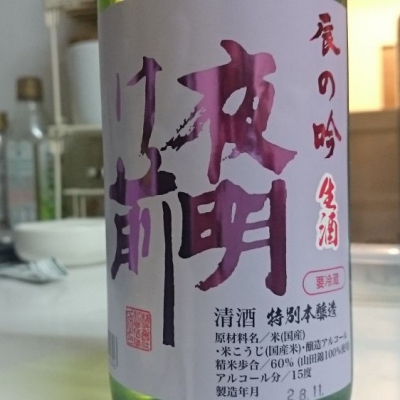 辰の吟 生酒
夜明
け前
要冷蔵
清酒 特別本醸造
原材料名／米(国産)
・米こうじ(国産米)・醸造アルコール
精米歩合／60%(山田錦100%使用)
アルコール分／15度
製造年月 28.11.